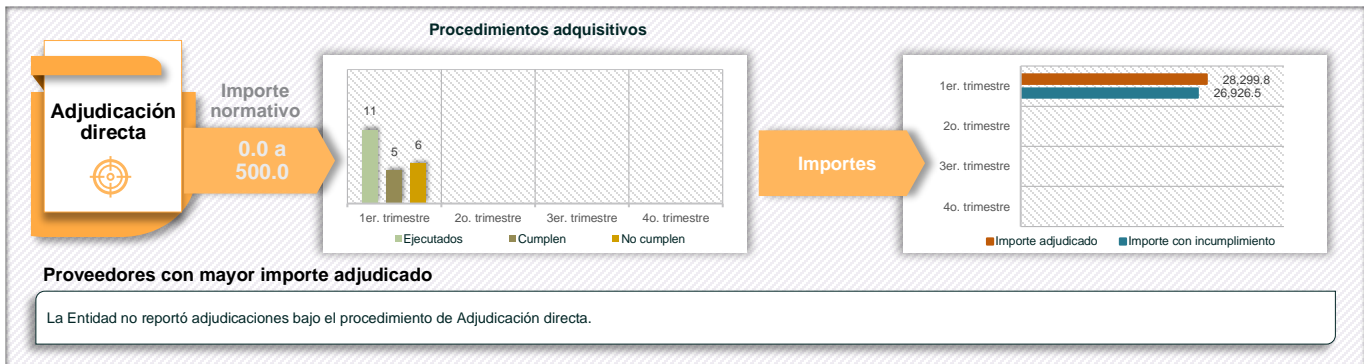 Procedimientos adquisitivos
Adjudicación
directa
Importe
normativo
0.0 a
500.0
11
5
6
1er. trimestre
2o. trimestre
3er. trimestre
4o. trimestre
Ejecutados
Cumplen
No cumplen
Importes
1er. trimestre
28,299.8
26,926.5
2o. trimestre
3er. trimestre
4o. trimestre
Importe adjudicado
Importe con incumplimiento
Proveedores con mayor importe adjudicado
La Entidad no reportó adjudicaciones bajo el procedimiento de Adjudicación directa.